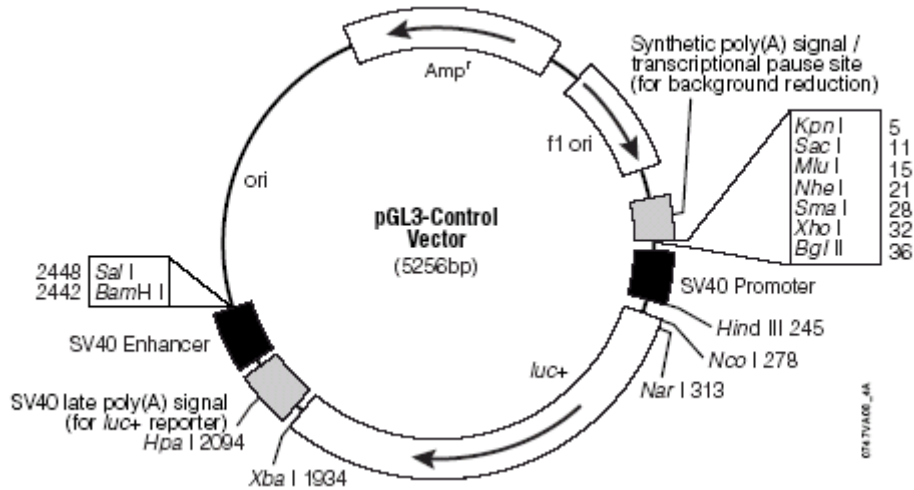 Ampʳ
Synthetic poly(A) signal /
transcriptional pause site
(for background reduction)
f1 ori
Kpn I 5
Sac I 11
Mlu I 15
Nhe I 21
Sma I 28
Xho I 32
Bgl II 36
ori
pGL3-Control
Vector
(5256bp)
2448 Sal I
2442 BamH I
SV40 Promoter
SV40 Enhancer
Hind III 245
Nco I 278
Nar I 313
luc+
SV40 late poly(A) signal
(for luc+ reporter)
Hpa I 2094
Xba I 1934
0747VA00_4A